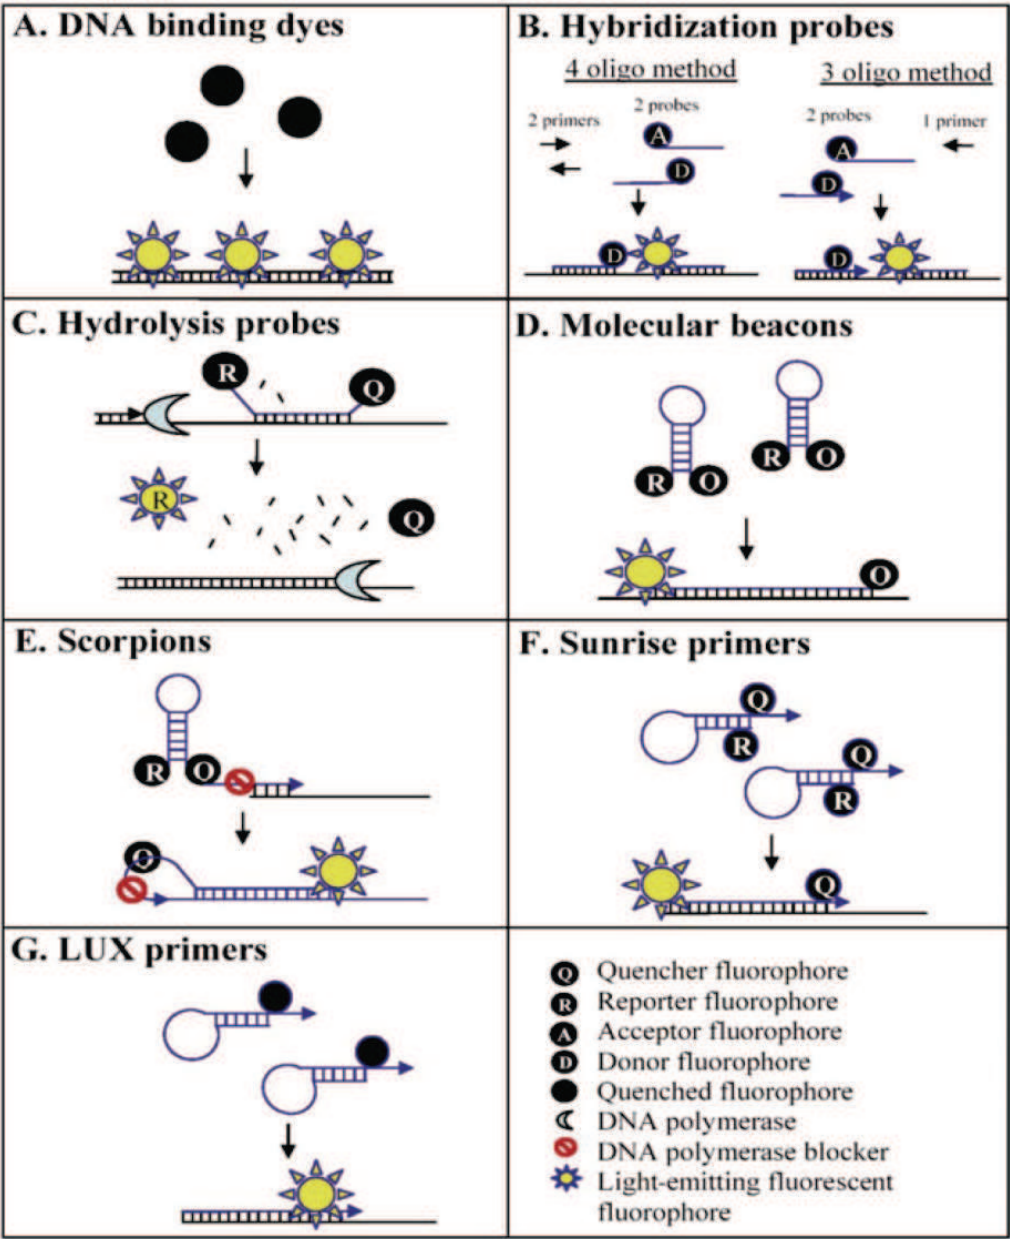 A. DNA binding dyes
B. Hybridization probes
4 oligo method
3 oligo method
2 primers
2 probes
2 probes
1 primer
A
D
A
D
D
D
C. Hydrolysis probes
R
Q
R
Q
D. Molecular beacons
R
Q
R
Q
Q
E. Scorpions
R
Q
Q
F. Sunrise primers
Q
R
Q
R
Q
G. LUX primers
Q Quencher fluorophore
R Reporter fluorophore
A Acceptor fluorophore
D Donor fluorophore
Quenched fluorophore
DNA polymerase
DNA polymerase blocker
Light-emitting fluorescent
fluorophore